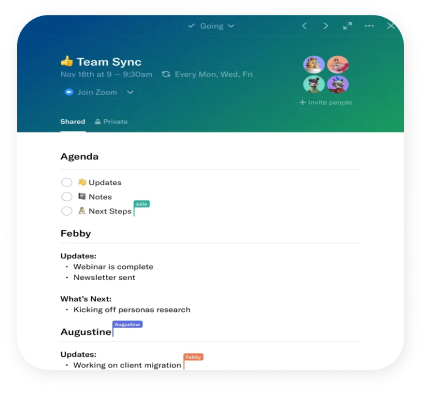 Going
Team Sync
Nov 16th at 9 — 9:30am Every Mon, Wed, Fri
Join Zoom
+ Invite people
Shared Private
Agenda
Updates
Notes
Julie
Next Steps
Febby
Updates:
• Webinar is complete
• Newsletter sent
What's Next:
• Kicking off personas research
Augustine
Augustine
Updates:
Febby
• Working on client migration